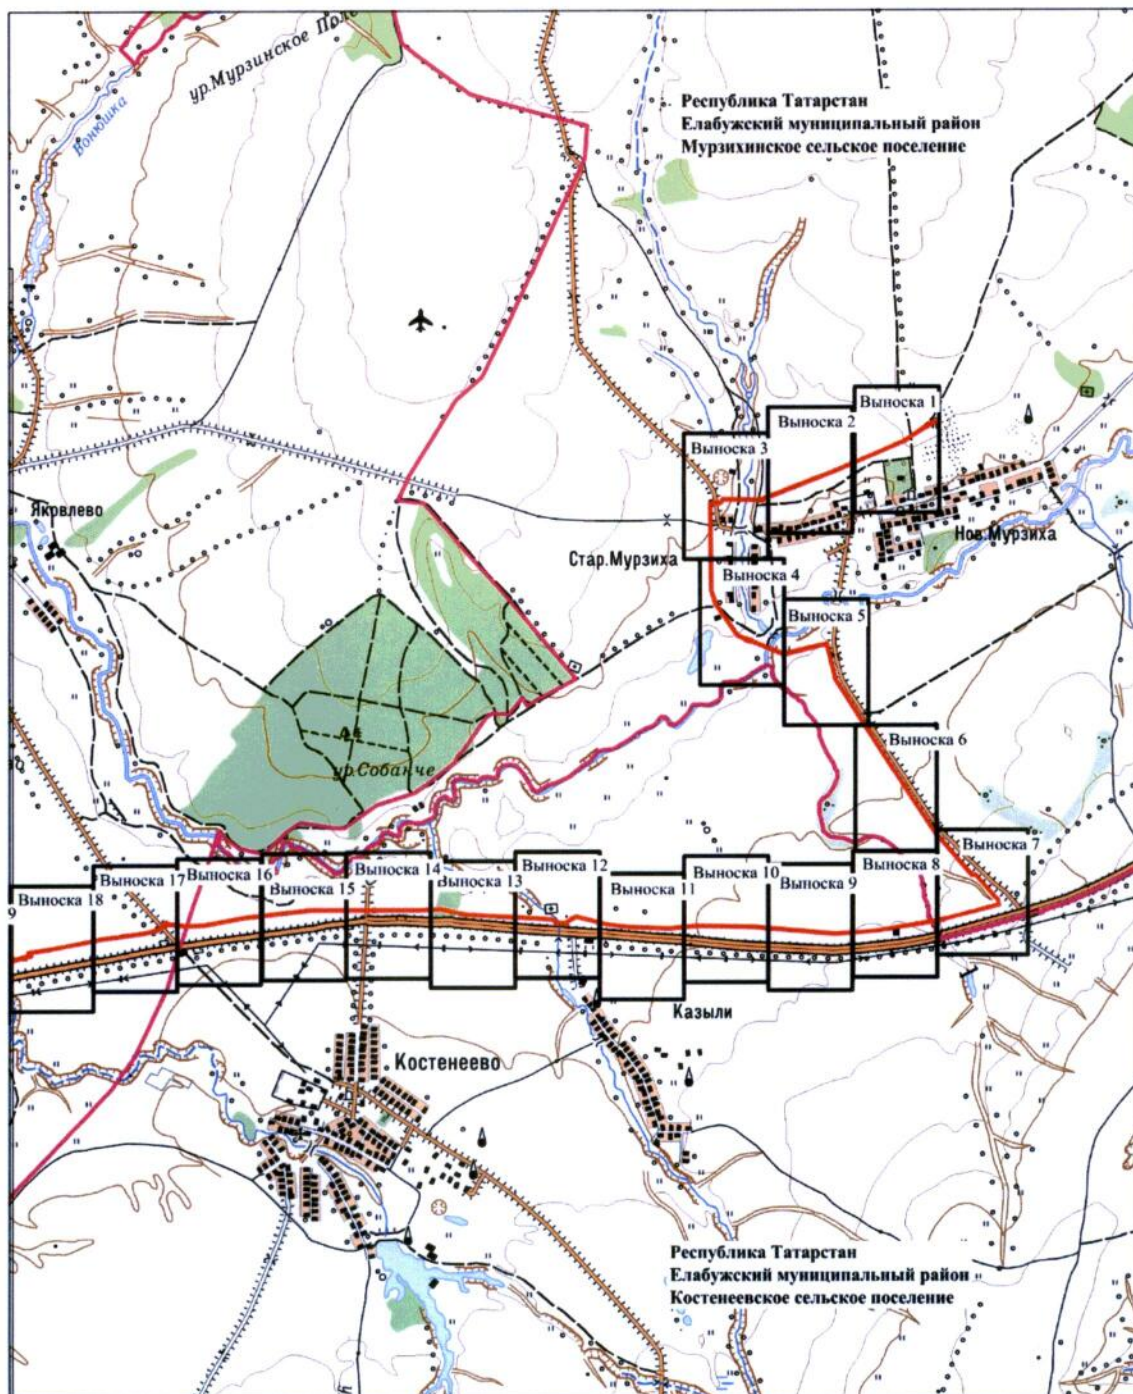 ур.Мурзинское Поле
Вонюшка
Республика Татарстан
Елабужский муниципальный район
Мурзихинское сельское поселение
Выноска 1
Выноска 2
Выноска 3
Яковлево
Стар.Мурзиха
Нов.Мурзиха
Выноска 4
Выноска 5
Выноска 6
ур.Собанче
Выноска 7
Выноска 8
Выноска 9
Выноска 10
Выноска 11
Выноска 12
Выноска 13
Выноска 14
Выноска 15
Выноска 16
Выноска 17
Выноска 18
9
Казыли
Костенеево
Республика Татарстан
Елабужский муниципальный район
Костенеевское сельское поселение